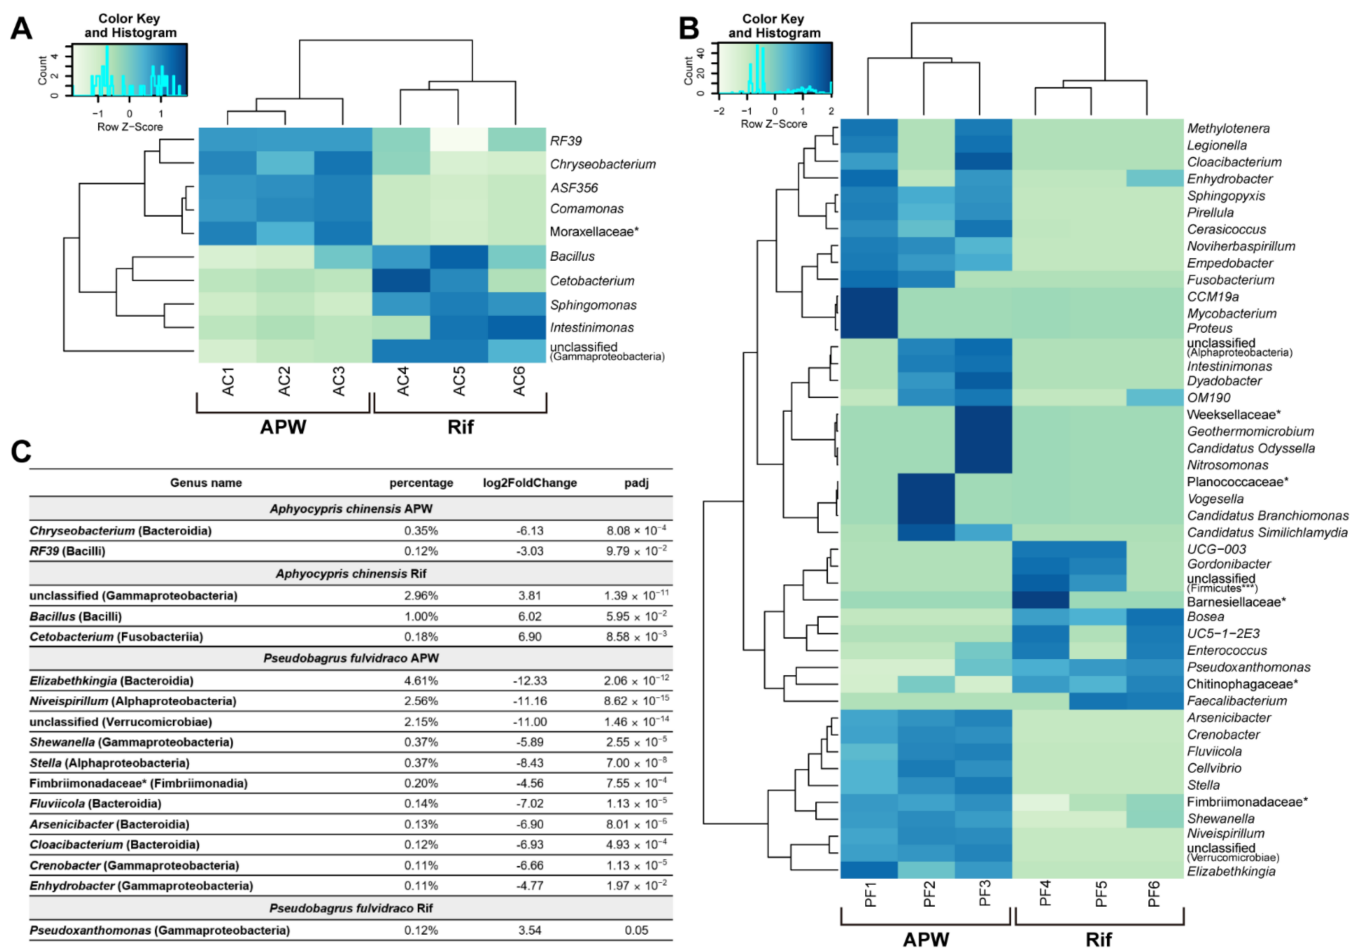 A
Color Key
and Histogram
Count
0 2 4
−1 0 1
Row Z−Score
RF39
Chryseobacterium
ASF356
Comamonas
Moraxellaceae*
Bacillus
Cetobacterium
Sphingomonas
Intestinimonas
unclassified
(Gammaproteobacteria)
AC1 AC2 AC3 AC4 AC5 AC6
APW Rif
B
Color Key
and Histogram
Count
0 20 40
−2 −1 0 1 2
Row Z−Score
Methylotenera
Legionella
Cloacibacterium
Enhydrobacter
Sphingopyxis
Pirellula
Cerasicoccus
Noviherbaspirillum
Empedobacter
Fusobacterium
CCM19a
Mycobacterium
Proteus
unclassified
(Alphaproteobacteria)
Intestinimonas
Dyadobacter
OM190
Weeksellaceae*
Geothermomicrobium
Candidatus Odyssella
Nitrosomonas
Planococcaceae*
Vogesella
Candidatus Branchiomonas
Candidatus Similichlamydia
UCG−003
Gordonibacter
unclassified
(Firmicutes***)
Barnesiellaceae*
Bosea
UC5−1−2E3
Enterococcus
Pseudoxanthomonas
Chitinophagaceae*
Faecalibacterium
Arsenicibacter
Crenobacter
Fluviicola
Cellvibrio
Stella
Fimbriimonadaceae*
Shewanella
Niveispirillum
unclassified
(Verrucomicrobiae)
Elizabethkingia
PF1 PF2 PF3 PF4 PF5 PF6
APW Rif
C
Genus name percentage log2FoldChange padj
Aphyocypris chinensis APW
Chryseobacterium (Bacteroidia) 0.35% -6.13 8.08 × 10⁻⁴
RF39 (Bacilli) 0.12% -3.03 9.79 × 10⁻²
Aphyocypris chinensis Rif
unclassified (Gammaproteobacteria) 2.96% 3.81 1.39 × 10⁻¹¹
Bacillus (Bacilli) 1.00% 6.02 5.95 × 10⁻²
Cetobacterium (Fusobacteriia) 0.18% 6.90 8.58 × 10⁻³
Pseudobagrus fulvidraco APW
Elizabethkingia (Bacteroidia) 4.61% -12.33 2.06 × 10⁻¹²
Niveispirillum (Alphaproteobacteria) 2.56% -11.16 8.62 × 10⁻¹⁵
unclassified (Verrucomicrobiae) 2.15% -11.00 1.46 × 10⁻¹⁴
Shewanella (Gammaproteobacteria) 0.37% -5.89 2.55 × 10⁻⁵
Stella (Alphaproteobacteria) 0.37% -8.43 7.00 × 10⁻⁸
Fimbriimonadaceae* (Fimbriimonadia) 0.20% -4.56 7.55 × 10⁻⁴
Fluviicola (Bacteroidia) 0.14% -7.02 1.13 × 10⁻⁵
Arsenicibacter (Bacteroidia) 0.13% -6.90 8.01 × 10⁻⁶
Cloacibacterium (Bacteroidia) 0.12% -6.93 4.93 × 10⁻⁴
Crenobacter (Gammaproteobacteria) 0.11% -6.66 1.13 × 10⁻⁵
Enhydrobacter (Gammaproteobacteria) 0.11% -4.77 1.97 × 10⁻²
Pseudobagrus fulvidraco Rif
Pseudoxanthomonas (Gammaproteobacteria) 0.12% 3.54 0.05